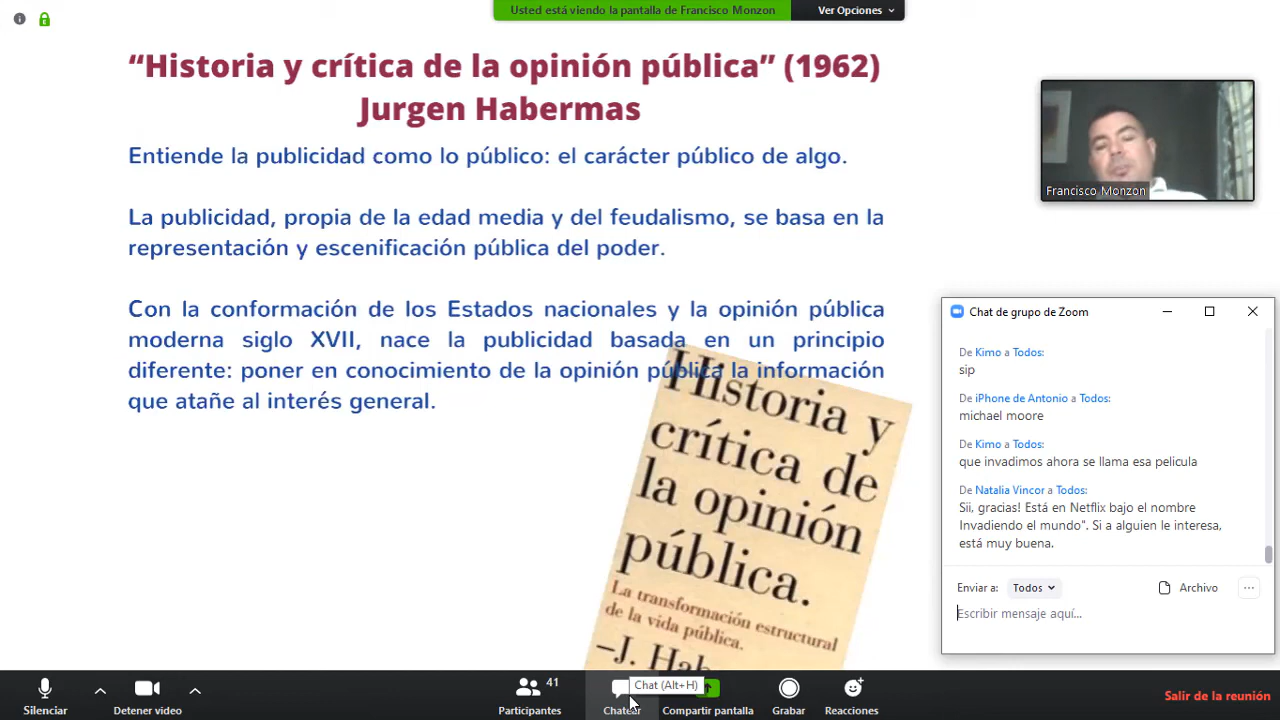 Usted está viendo la pantalla de Francisco Monzon
Ver Opciones
“Historia y crítica de la opinión pública” (1962)
Jurgen Habermas
Entiende la publicidad como lo público: el carácter público de algo.
La publicidad, propia de la edad media y del feudalismo, se basa en la
representación y escenificación pública del poder.
Con la conformación de los Estados nacionales y la opinión pública
moderna siglo XVII, nace la publicidad basada en un principio
diferente: poner en conocimiento de la opinión pública la información
que atañe al interés general.
Historia y
crítica de
la opinión
pública.
La transformación estructural
de la vida pública.
–J. Hab
Francisco Monzon
Chat de grupo de Zoom
De Kimo a Todos:
sip
De iPhone de Antonio a Todos:
michael moore
De Kimo a Todos:
que invadimos ahora se llama esa pelicula
De Natalia Vincor a Todos:
Sii, gracias! Está en Netflix bajo el nombre
Invadiendo el mundo". Si a alguien le interesa,
está muy buena.
Enviar a: Todos
Archivo
Escribir mensaje aquí...
Silenciar
Detener video
41
Participantes
Chat (Alt+H)
Chatear
Compartir pantalla
Grabar
Reacciones
Salir de la reunión